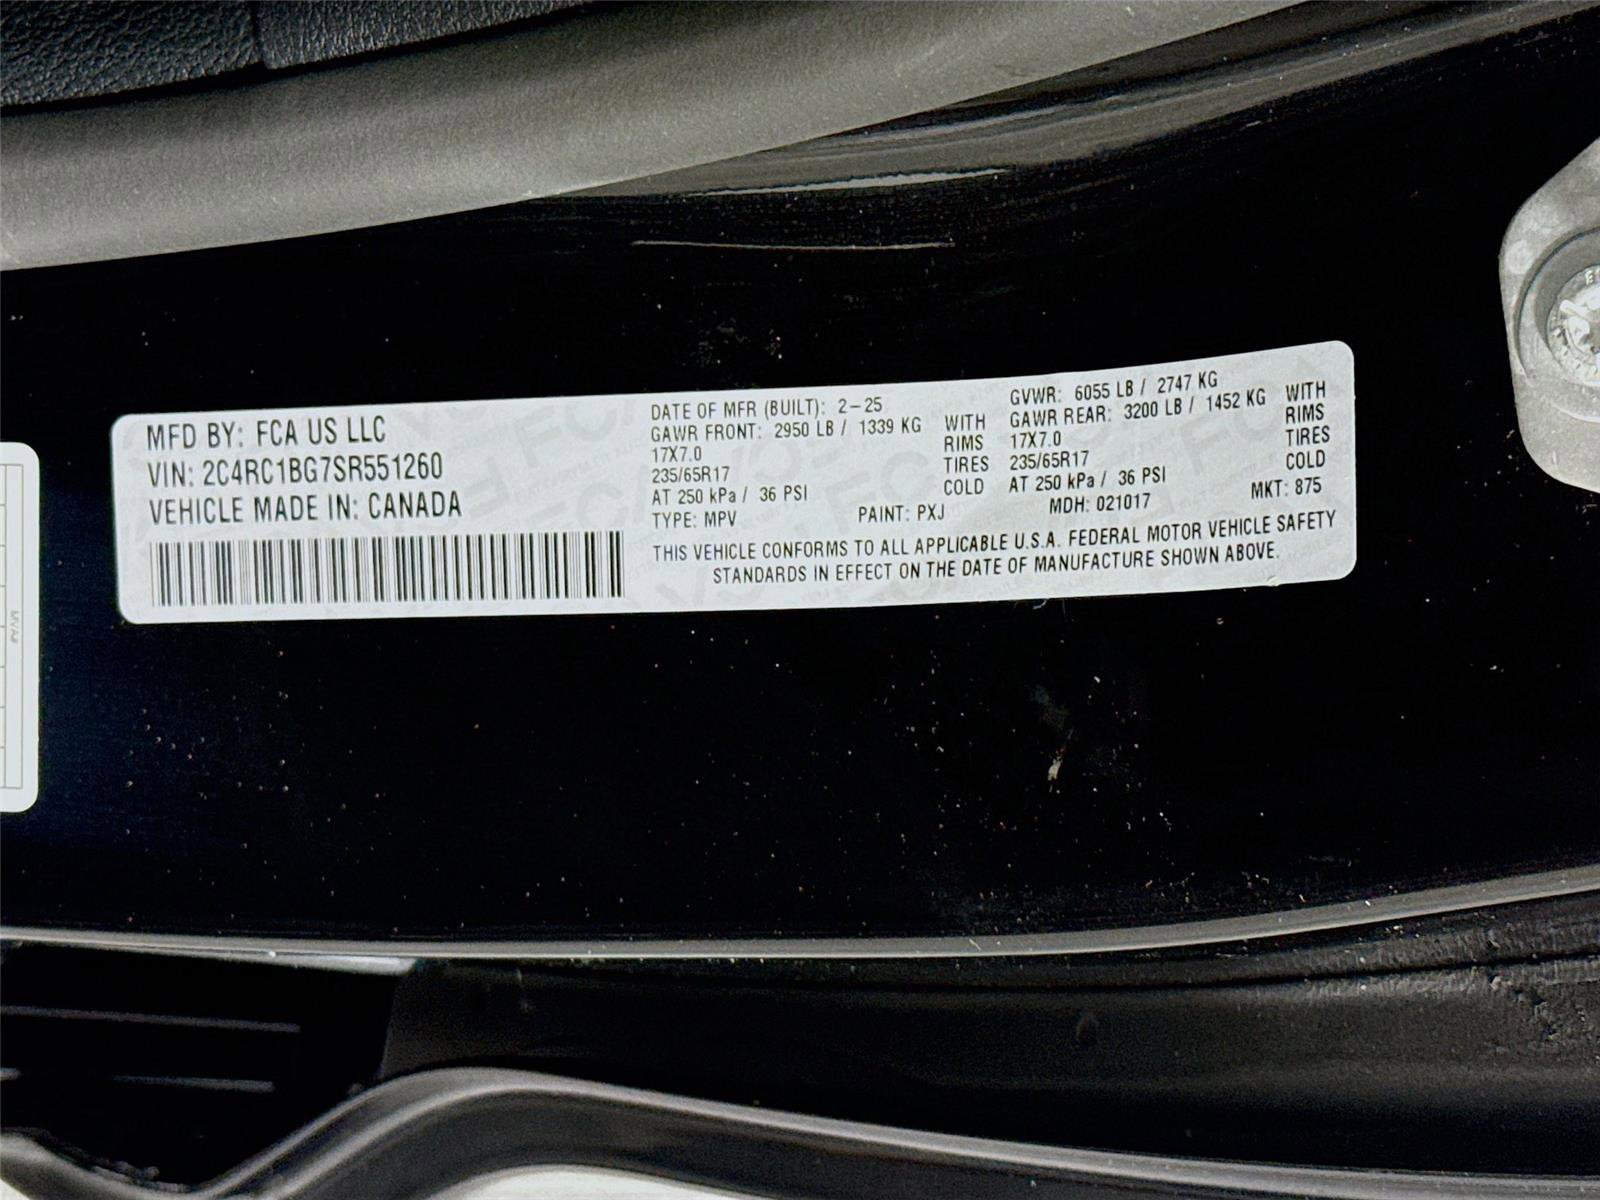 MFD BY: FCA US LLC
VIN: 2C4RC1BG7SR551260
VEHICLE MADE IN: CANADA
DATE OF MFR (BUILT): 2-25
GAWR FRONT: 2950 LB / 1339 KG WITH
17X7.0 RIMS
235/65R17 TIRES
AT 250 kPa / 36 PSI COLD
GVWR: 6055 LB / 2747 KG
GAWR REAR: 3200 LB / 1452 KG WITH
17X7.0 RIMS
235/65R17 TIRES
AT 250 kPa / 36 PSI COLD
TYPE: MPV PAINT: PXJ MDH: 021017 MKT: 875
THIS VEHICLE CONFORMS TO ALL APPLICABLE U.S.A. FEDERAL MOTOR VEHICLE SAFETY
STANDARDS IN EFFECT ON THE DATE OF MANUFACTURE SHOWN ABOVE.